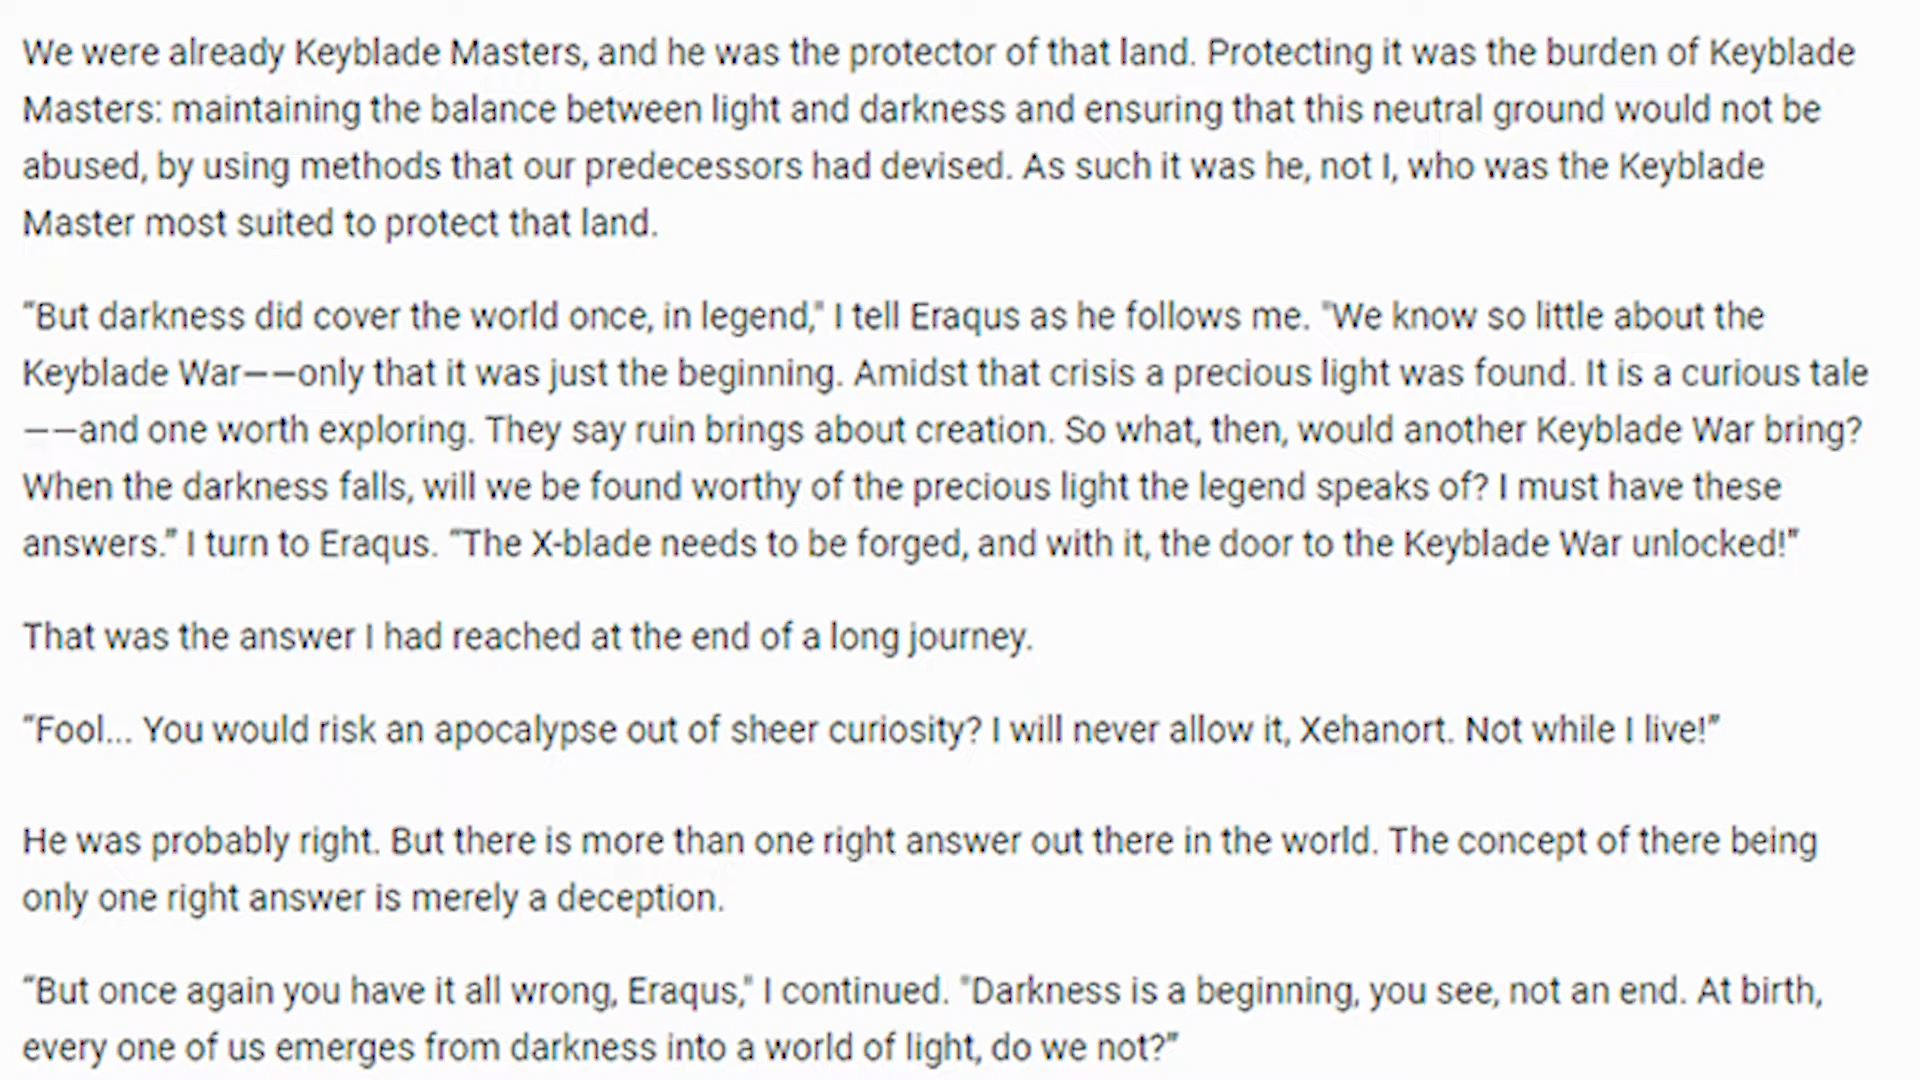 We were already Keyblade Masters, and he was the protector of that land. Protecting it was the burden of Keyblade
Masters: maintaining the balance between light and darkness and ensuring that this neutral ground would not be
abused, by using methods that our predecessors had devised. As such it was he, not I, who was the Keyblade
Master most suited to protect that land.
“But darkness did cover the world once, in legend," I tell Eraqus as he follows me. "We know so little about the
Keyblade War——only that it was just the beginning. Amidst that crisis a precious light was found. It is a curious tale
——and one worth exploring. They say ruin brings about creation. So what, then, would another Keyblade War bring?
When the darkness falls, will we be found worthy of the precious light the legend speaks of? I must have these
answers.” I turn to Eraqus. “The X-blade needs to be forged, and with it, the door to the Keyblade War unlocked!”
That was the answer I had reached at the end of a long journey.
“Fool... You would risk an apocalypse out of sheer curiosity? I will never allow it, Xehanort. Not while I live!”
He was probably right. But there is more than one right answer out there in the world. The concept of there being
only one right answer is merely a deception.
“But once again you have it all wrong, Eraqus," I continued. "Darkness is a beginning, you see, not an end. At birth,
every one of us emerges from darkness into a world of light, do we not?”